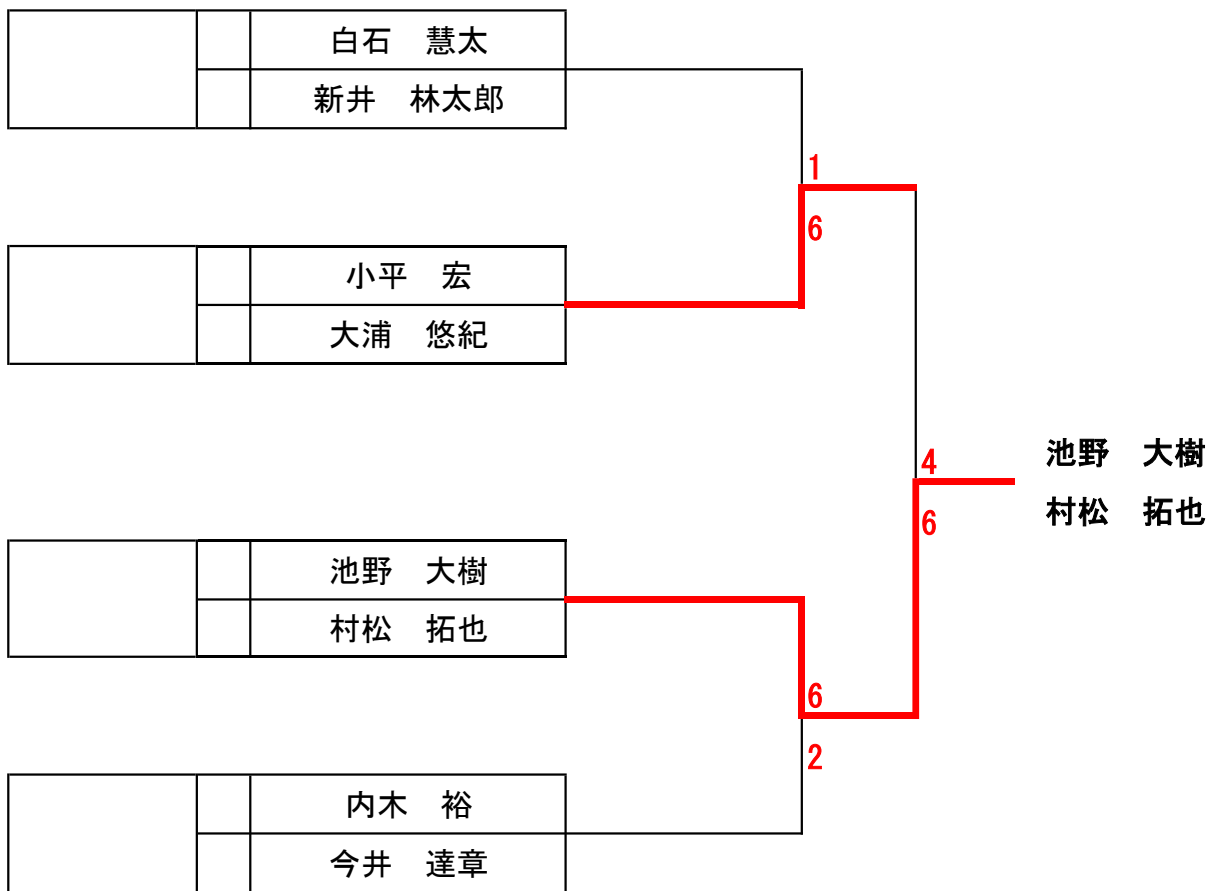 白石　慧太
新井　林太郎
1
6
小平　宏
大浦　悠紀
4
池野　大樹
6
村松　拓也
池野　大樹
村松　拓也
6
2
内木　裕
今井　達章